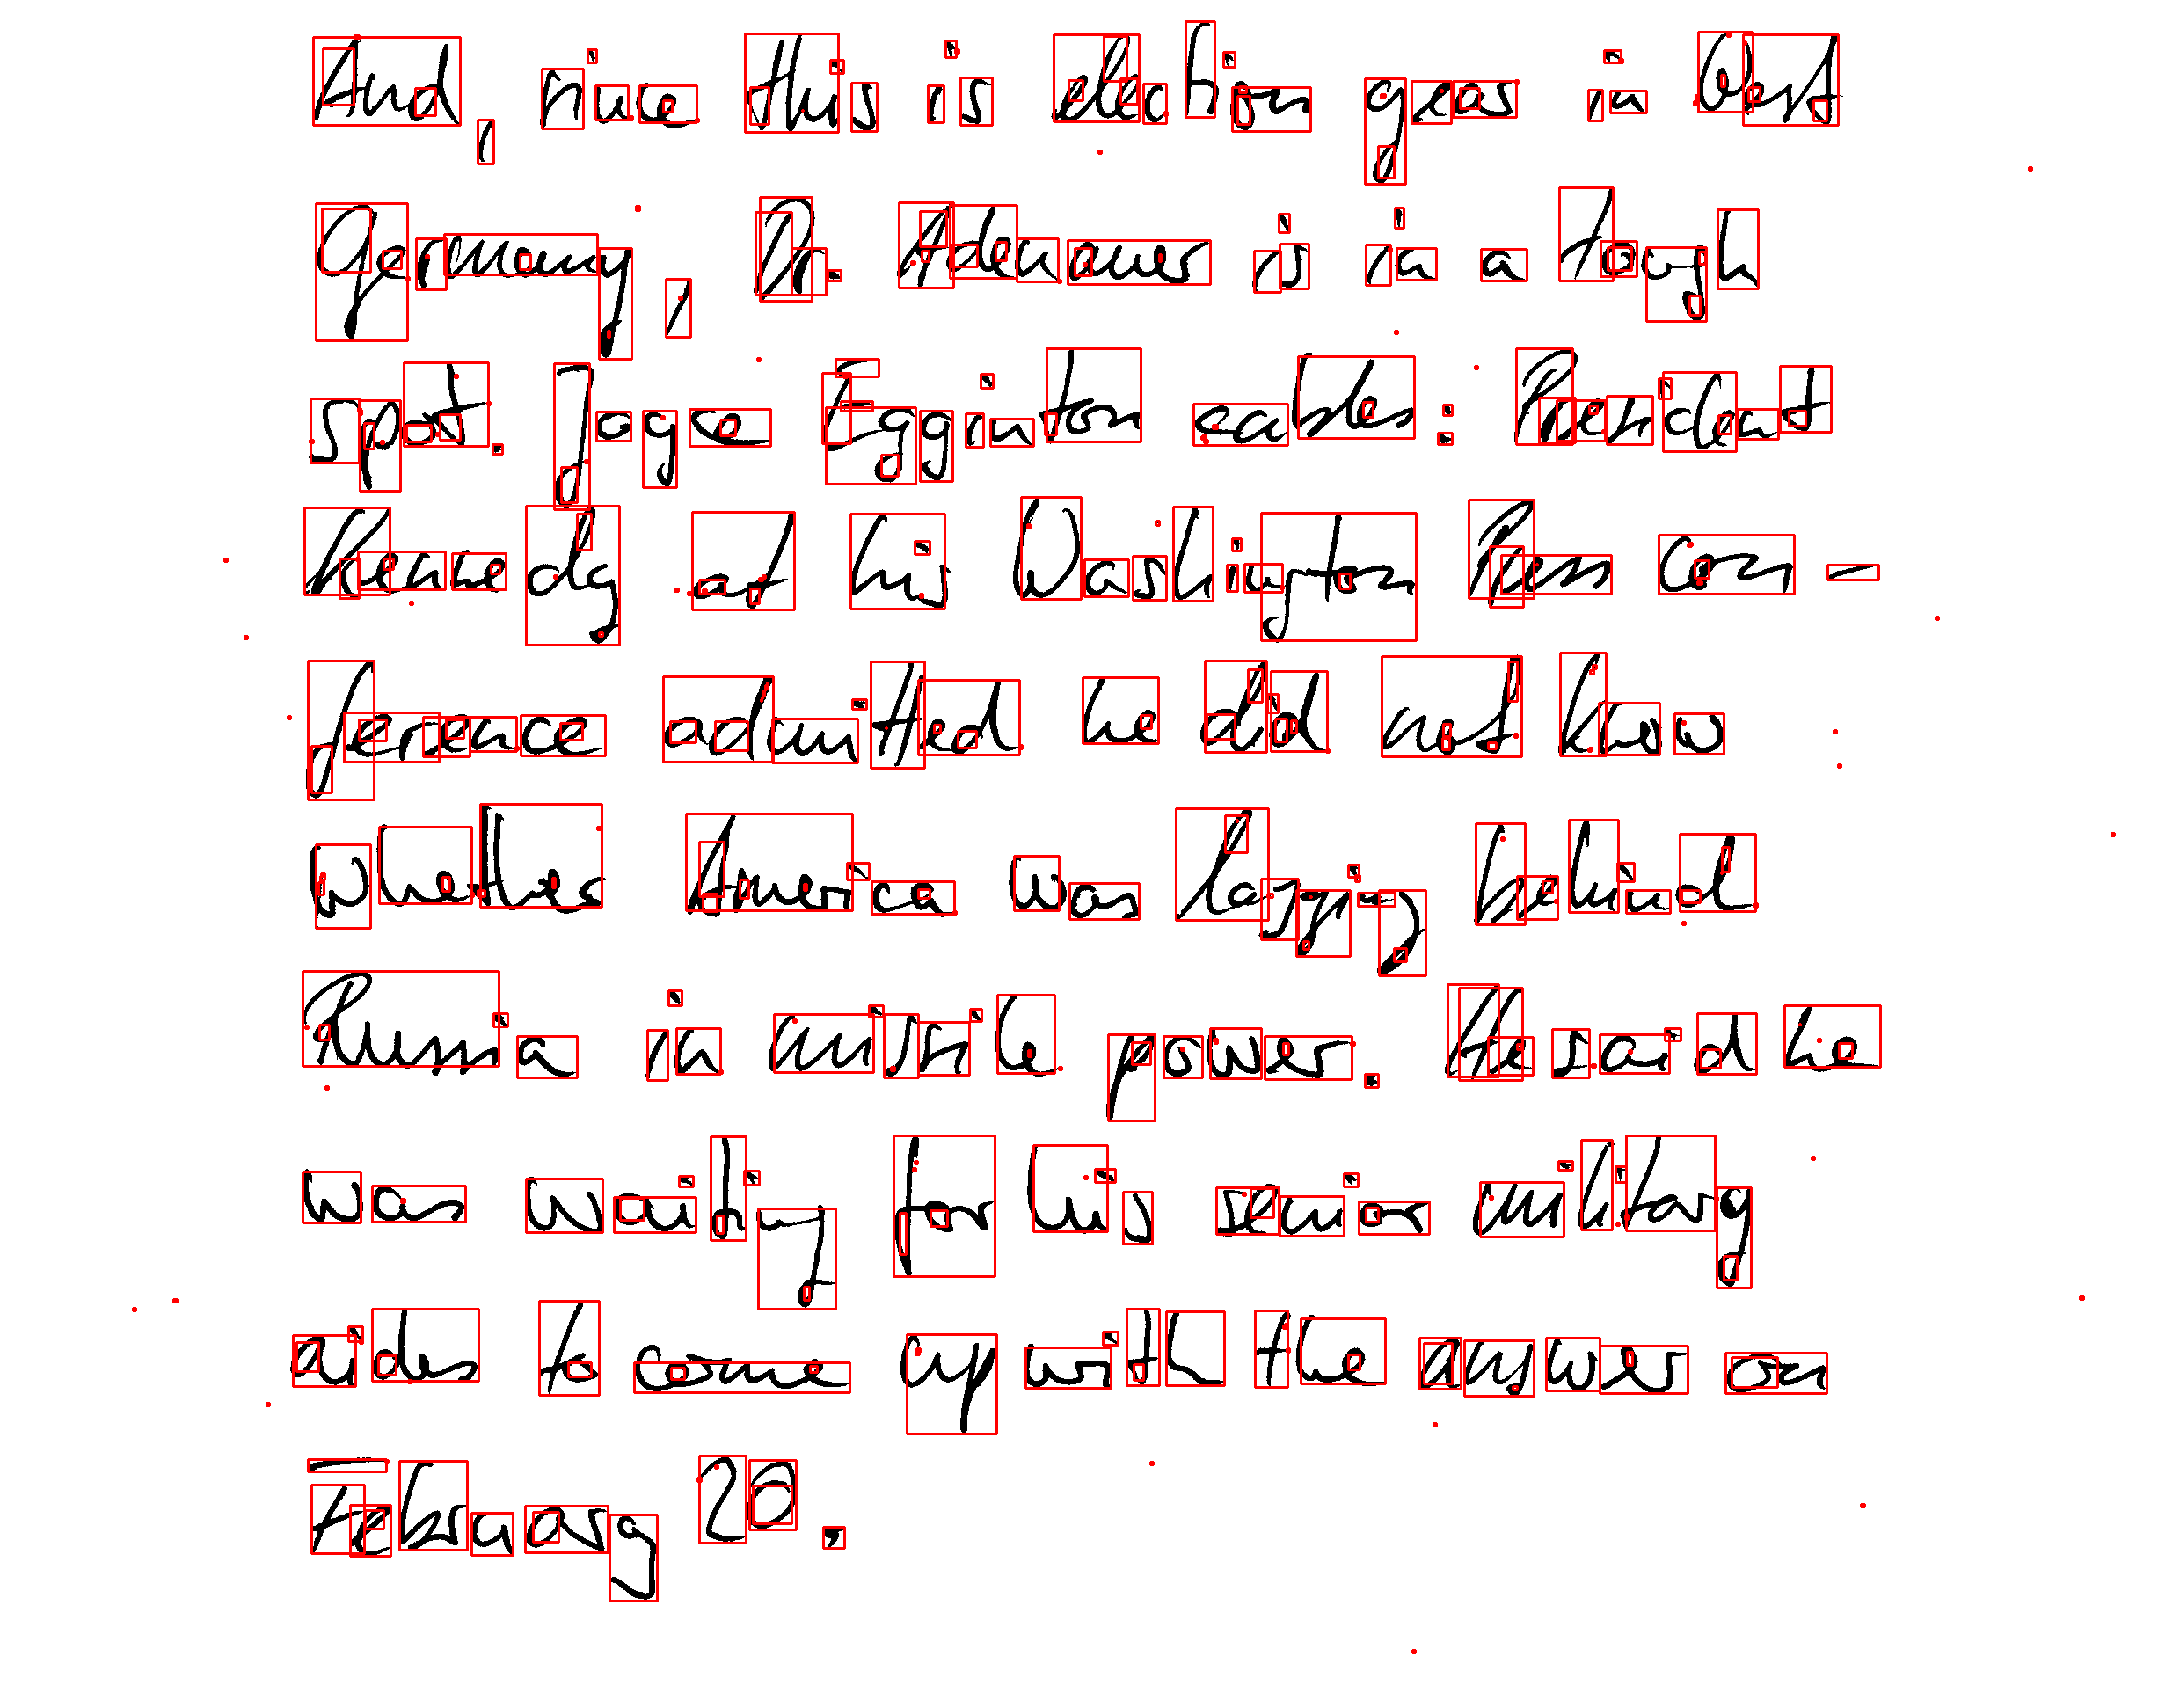 And, since this is election year in West
Germany, Dr. Adenauer is in a tough
spot. Joyce Egginton cables: President
Kennedy at his Washington Press con -
ference admitted he did not know
whether America was lagging behind
Russia in missile power. He said he
was waiting for his senior military
aides to come up with the answer on
February 20.